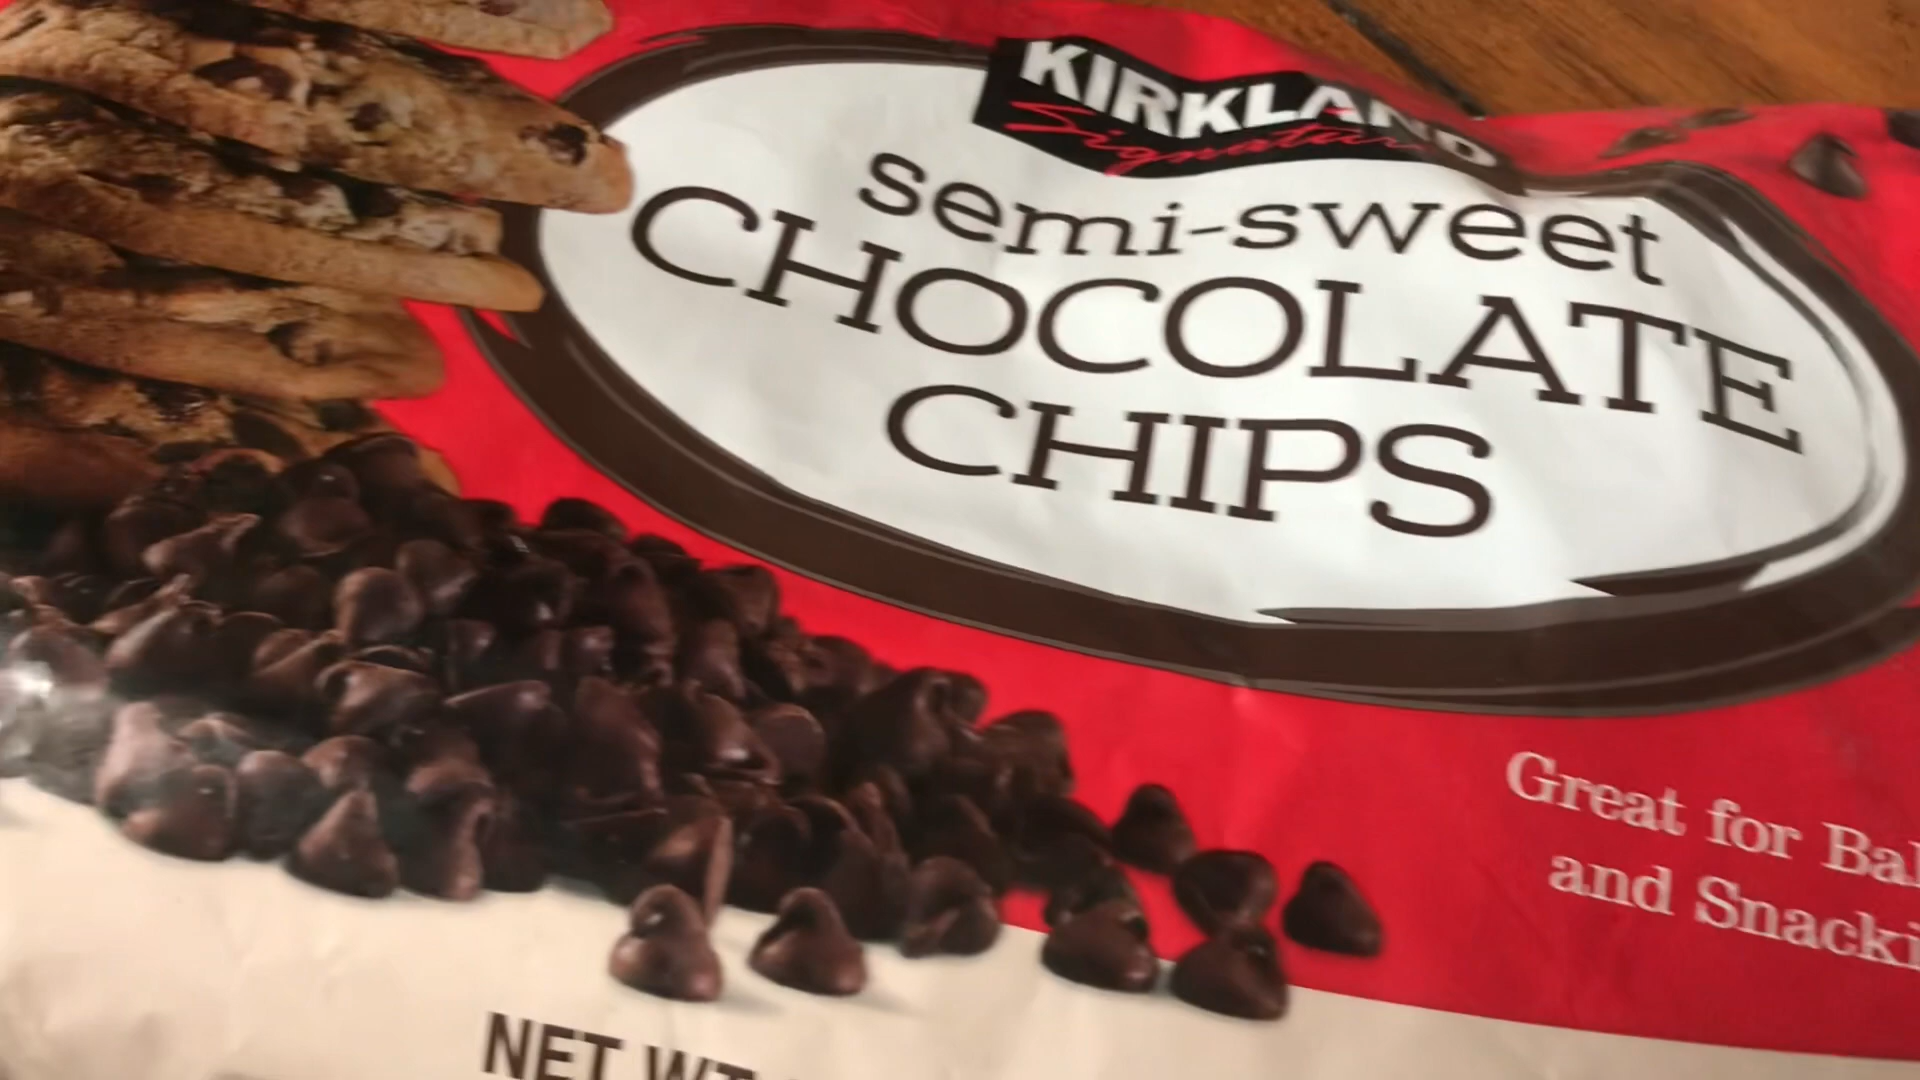 KIRKLAND
Signature
semi-sweet
CHOCOLATE
CHIPS
Great for
and
NET WT